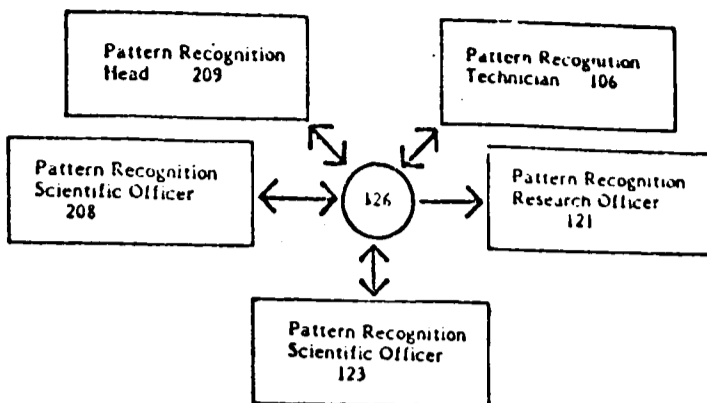 Pattern Recognition
Head 209
Pattern Recognition
Technician 106
Pattern Recognition
Scientific Officer
208
126
Pattern Recognition
Research Officer
121
Pattern Recognition
Scientific Officer
123